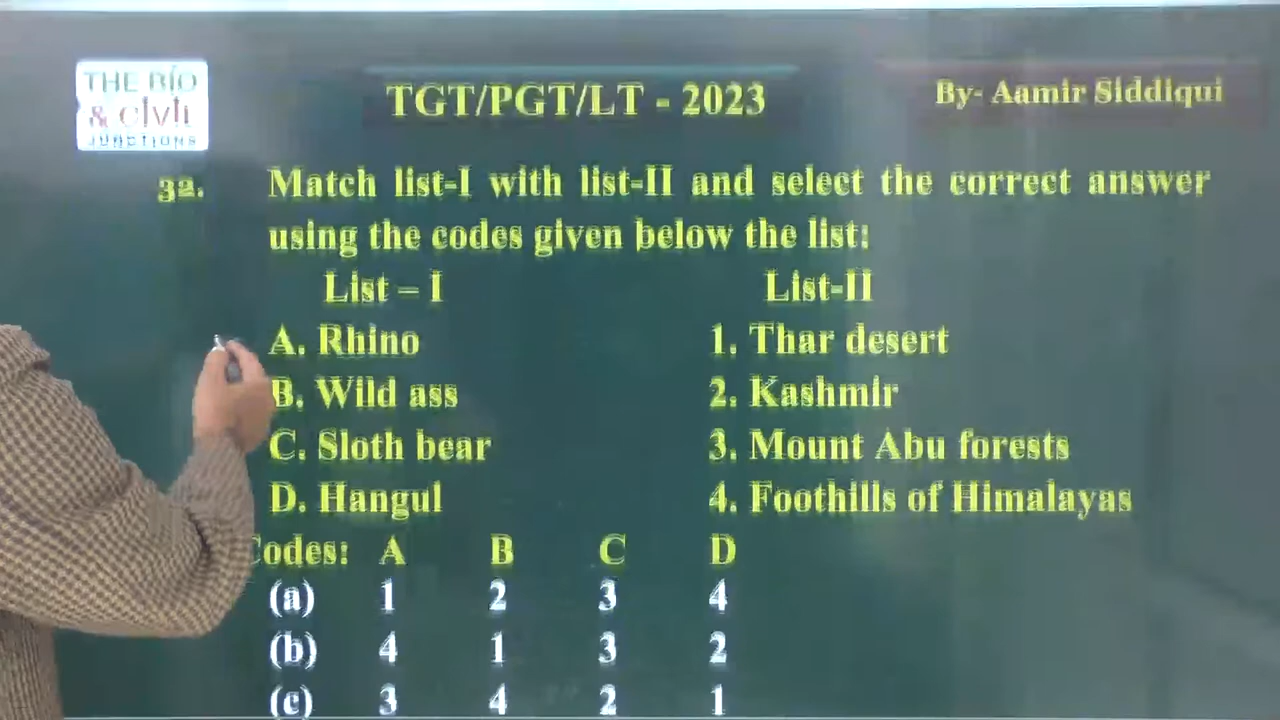 THE BIO
& civil
JUNCTIONS
TGT/PGT/LT - 2023
By- Aamir Siddiqui
32. Match list-I with list-II and select the correct answer
using the codes given below the list:
List – I List-II
A. Rhino 1. Thar desert
B. Wild ass 2. Kashmir
C. Sloth bear 3. Mount Abu forests
D. Hangul 4. Foothills of Himalayas
Codes: A B C D
(a) 1 2 3 4
(b) 4 1 3 2
(c) 3 4 2 1